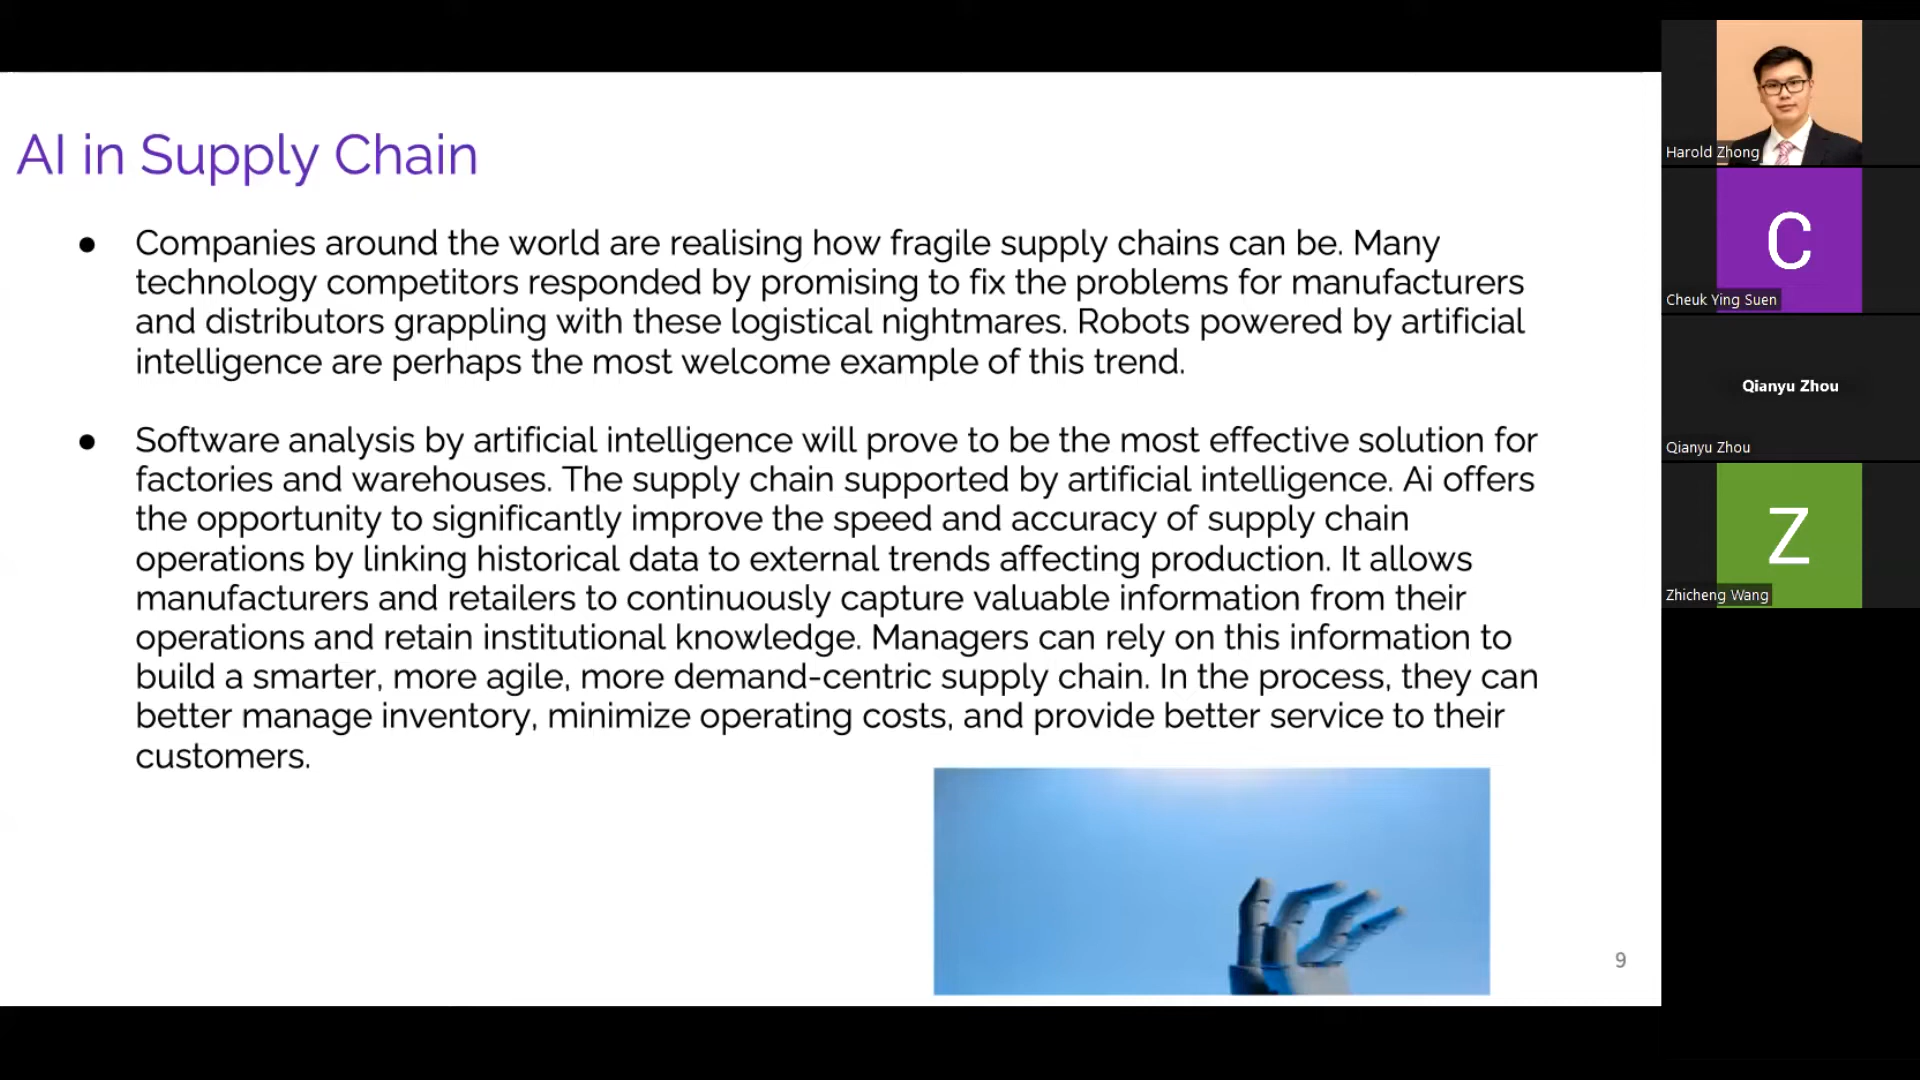 AI in Supply Chain
● Companies around the world are realising how fragile supply chains can be. Many
technology competitors responded by promising to fix the problems for manufacturers
and distributors grappling with these logistical nightmares. Robots powered by artificial
intelligence are perhaps the most welcome example of this trend.
● Software analysis by artificial intelligence will prove to be the most effective solution for
factories and warehouses. The supply chain supported by artificial intelligence. Ai offers
the opportunity to significantly improve the speed and accuracy of supply chain
operations by linking historical data to external trends affecting production. It allows
manufacturers and retailers to continuously capture valuable information from their
operations and retain institutional knowledge. Managers can rely on this information to
build a smarter, more agile, more demand-centric supply chain. In the process, they can
better manage inventory, minimize operating costs, and provide better service to their
customers.
9
Harold Zhong
C
Cheuk Ying Suen
Qianyu Zhou
Qianyu Zhou
Z
Zhicheng Wang